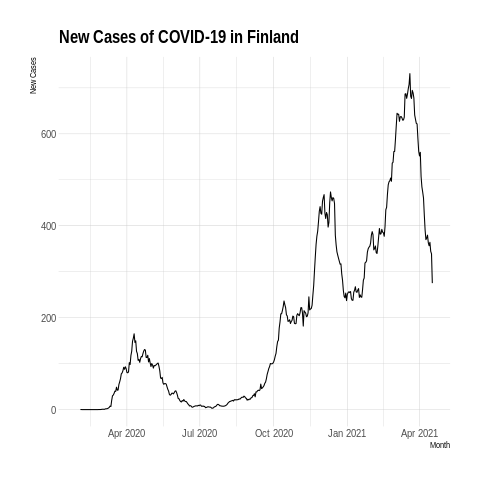 New Cases of COVID-19 in Finland
New Cases
600
400
200
0
Apr 2020
Jul 2020
Oct 2020
Jan 2021
Apr 2021
Month